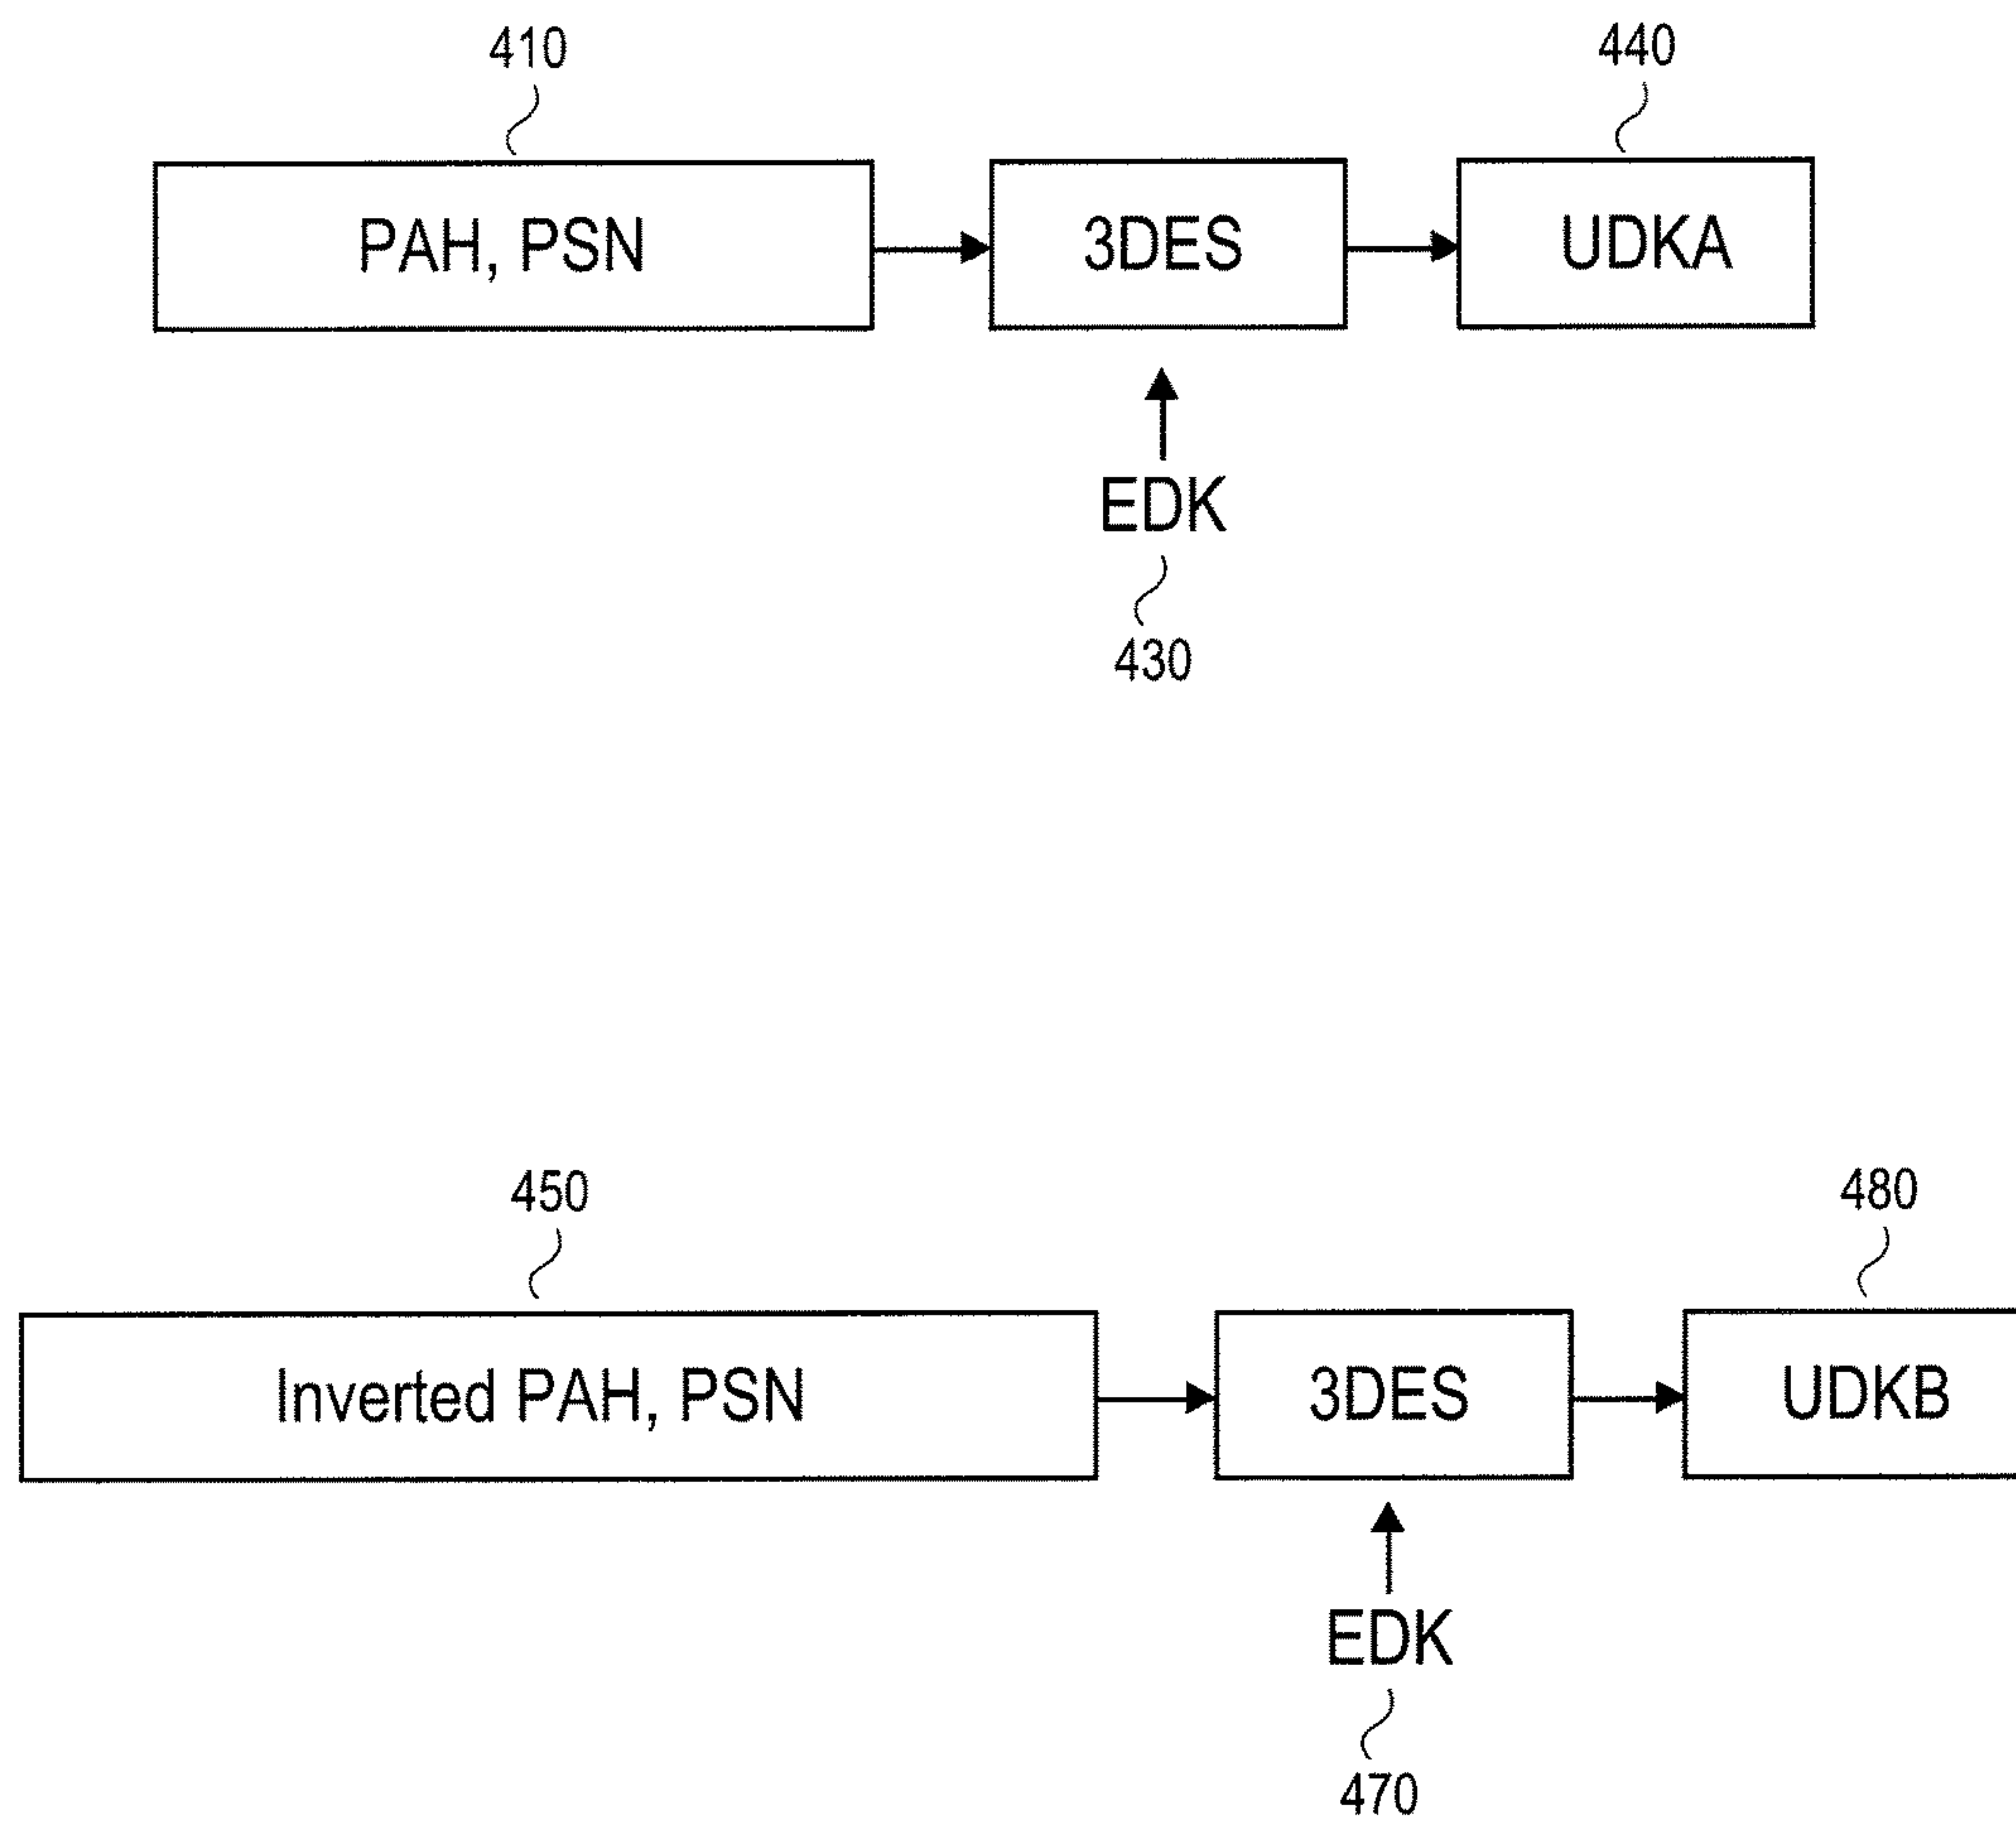 410
440
PAH, PSN
3DES
UDKA
EDK
430
450
480
Inverted PAH, PSN
3DES
UDKB
EDK
470